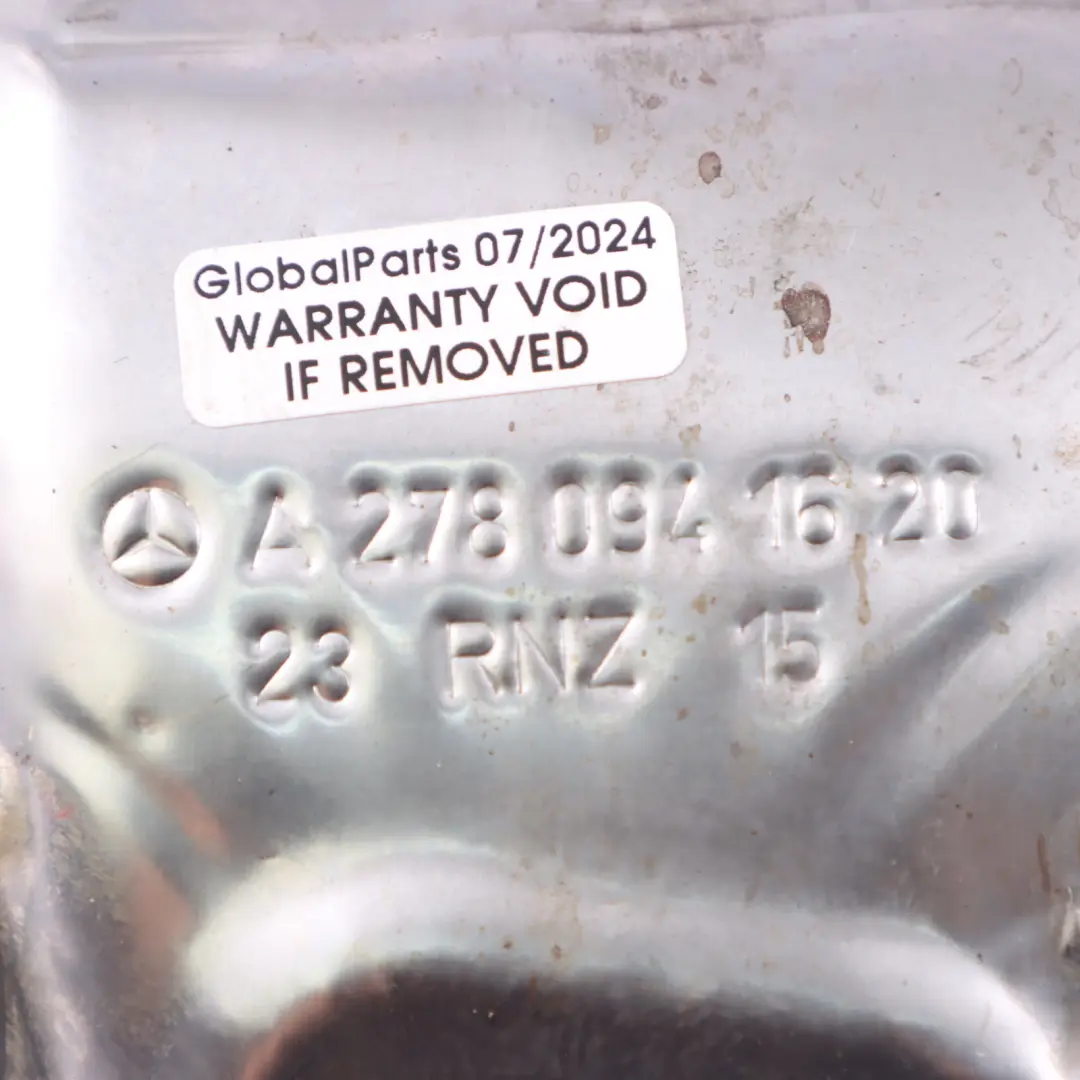 GlobalParts 07/2024
WARRANTY VOID
IF REMOVED
A 278 094 16 20
23 RNZ 15